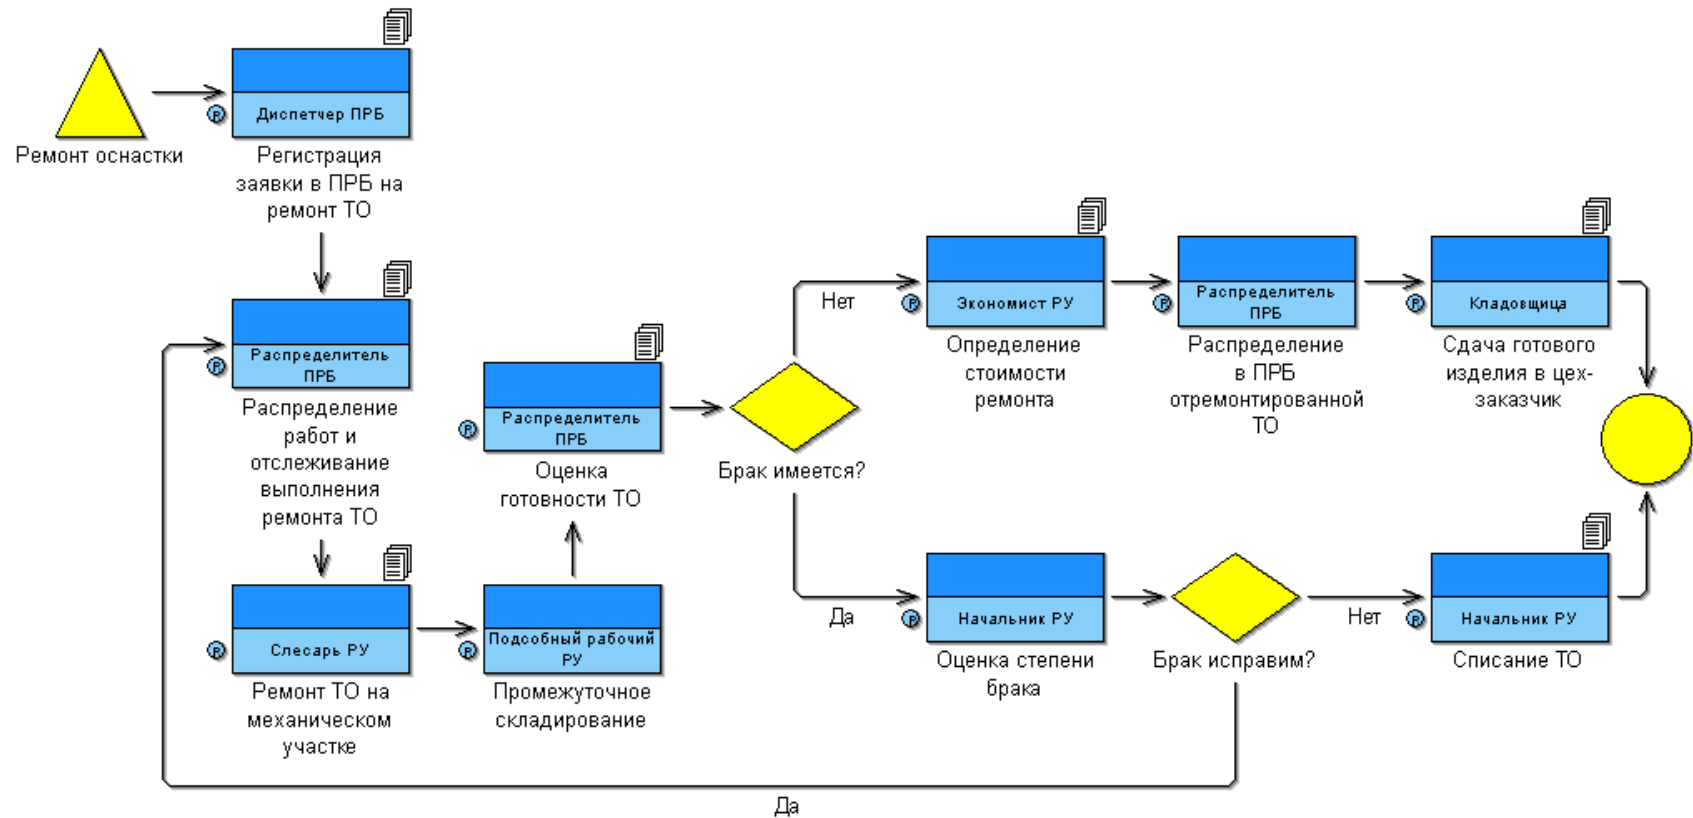 Ремонт оснастки
Р
Диспетчер ПРБ
Регистрация
заявки в ПРБ на
ремонт ТО
Р
Распределитель
ПРБ
Распределение
работ и
отслеживание
выполнения
ремонта ТО
Р
Слесарь РУ
Ремонт ТО на
механическом
участке
Р
Подсобный рабочий
РУ
Промежуточное
складирование
Р
Распределитель
ПРБ
Оценка
готовности ТО
Брак имеется?
Нет
Р
Экономист РУ
Определение
стоимости
ремонта
Р
Распределитель
ПРБ
Распределение
в ПРБ
отремонтированной
ТО
Р
Кладовщица
Сдача готового
изделия в цех-
заказчик
Да
Р
Начальник РУ
Оценка степени
брака
Брак исправим?
Нет
Р
Начальник РУ
Списание ТО
Да